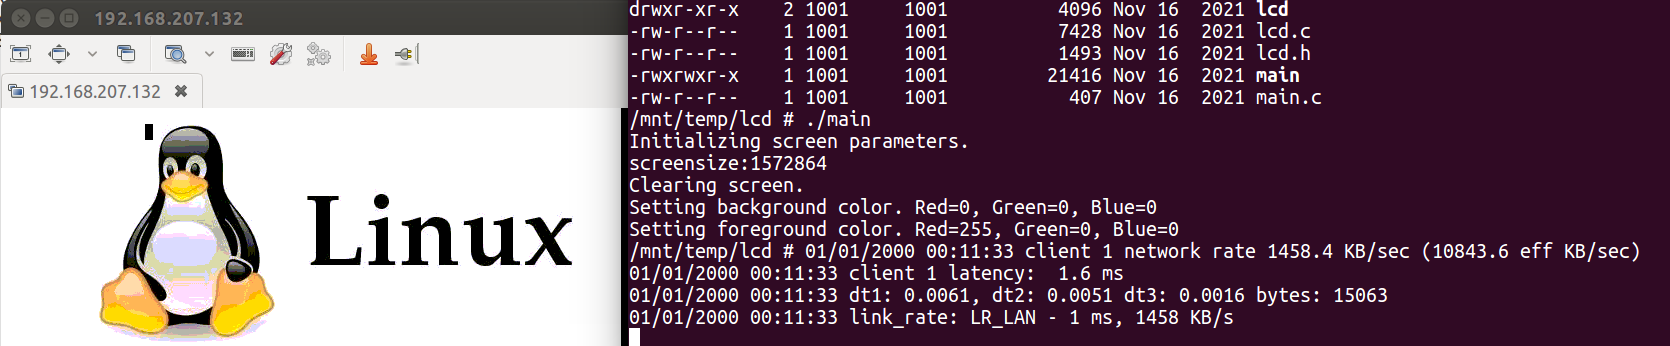 192.168.207.132
1
192.168.207.132
Linux
drwxr-xr-x    2 1001     1001          4096 Nov 16  2021 lcd
-rw-r--r--    1 1001     1001          7428 Nov 16  2021 lcd.c
-rw-r--r--    1 1001     1001          1493 Nov 16  2021 lcd.h
-rwxrwxr-x    1 1001     1001         21416 Nov 16  2021 main
-rw-r--r--    1 1001     1001           407 Nov 16  2021 main.c
/mnt/temp/lcd # ./main
Initializing screen parameters.
screensize:1572864
Clearing screen.
Setting background color. Red=0, Green=0, Blue=0
Setting foreground color. Red=255, Green=0, Blue=0
/mnt/temp/lcd # 01/01/2000 00:11:33 client 1 network rate 1458.4 KB/sec (10843.6 eff KB/sec)
01/01/2000 00:11:33 client 1 latency:  1.6 ms
01/01/2000 00:11:33 dt1: 0.0061, dt2: 0.0051 dt3: 0.0016 bytes: 15063
01/01/2000 00:11:33 link_rate: LR_LAN - 1 ms, 1458 KB/s